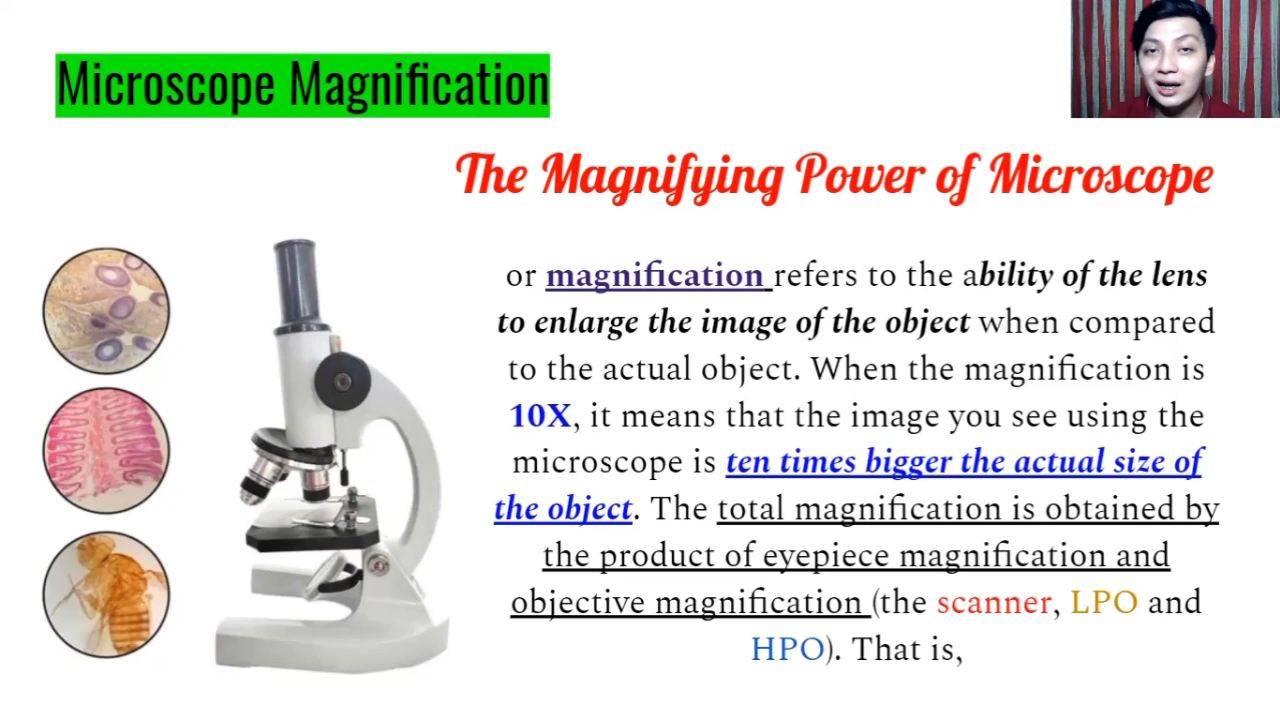 Microscope Magnification
The Magnifying Power of Microscope
or magnification refers to the ability of the lens
to enlarge the image of the object when compared
to the actual object. When the magnification is
10X, it means that the image you see using the
microscope is ten times bigger the actual size of
the object. The total magnification is obtained by
the product of eyepiece magnification and
objective magnification (the scanner, LPO and
HPO). That is,